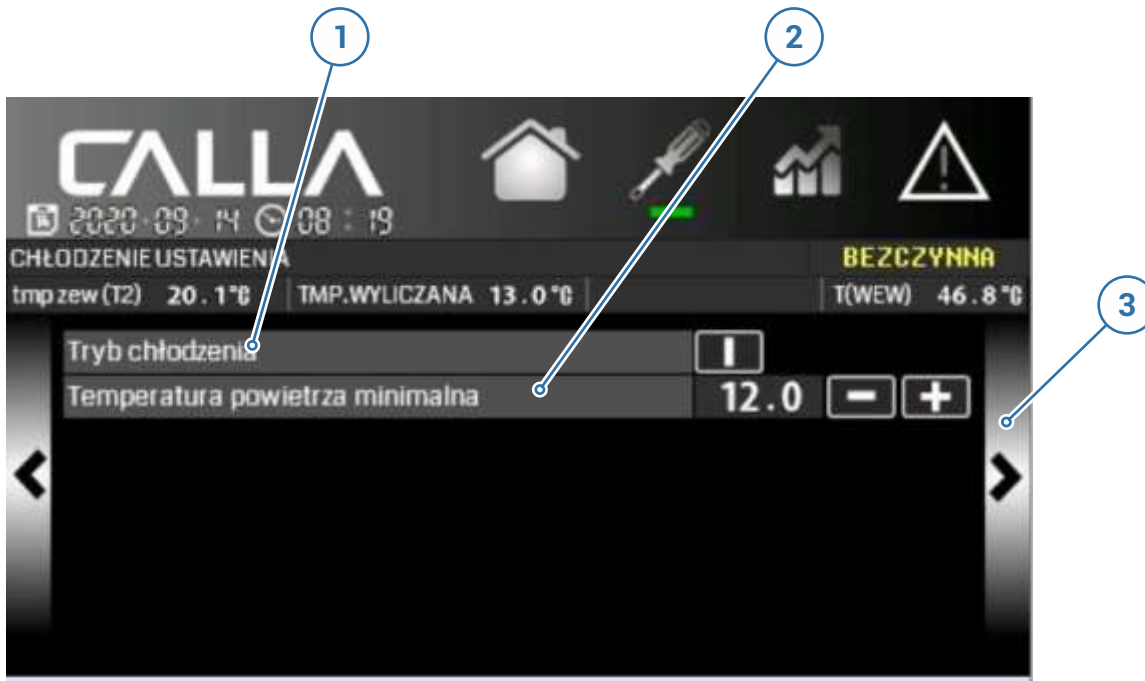 1
2
CALLA
2020-09-14 08:19
CHŁODZENIE USTAWIENIA BEZCZYNNA
tmp zew (T2) 20.1°C TMP.WYLICZANA 13.0°C T(WEW) 46.8°C
3
Tryb chłodzenia I
Temperatura powietrza minimalna 12.0 - +